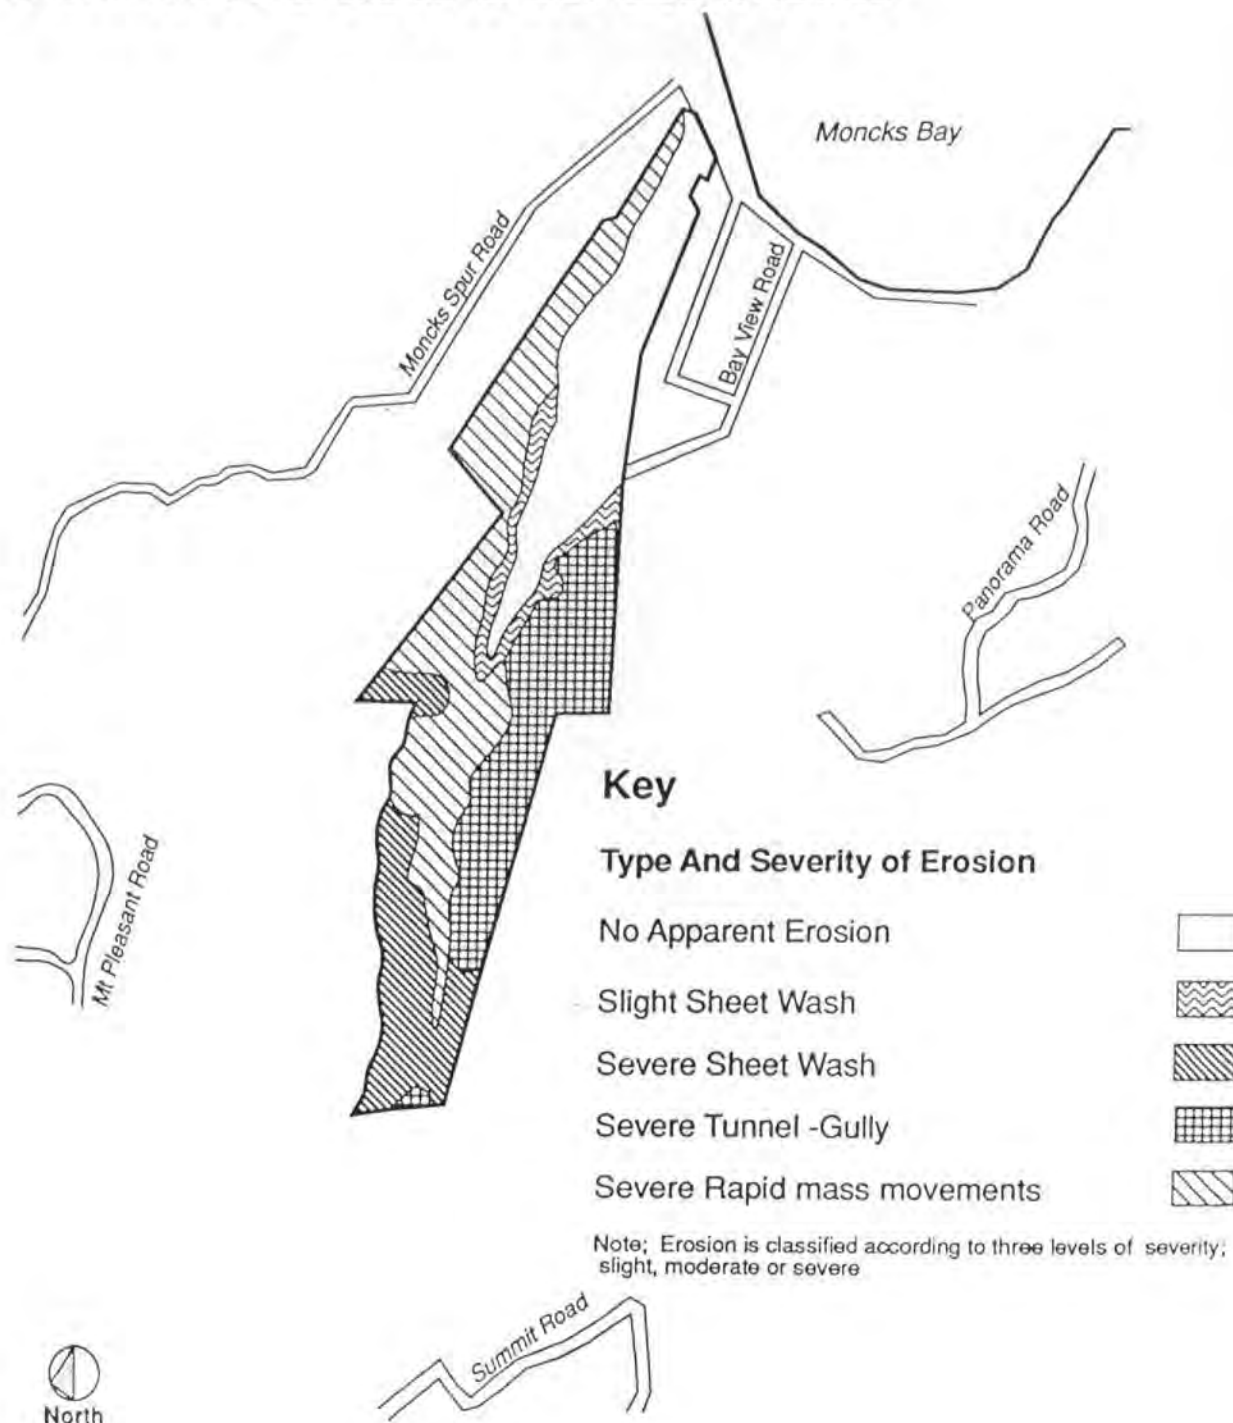 Moncks Bay
Moncks Spur Road
Bay View Road
Panorama Road
Mt Pleasant Road
Key
Type And Severity of Erosion
No Apparent Erosion
Slight Sheet Wash
Severe Sheet Wash
Severe Tunnel -Gully
Severe Rapid mass movements
Note; Erosion is classified according to three levels of severity;
slight, moderate or severe
Summit Road
North